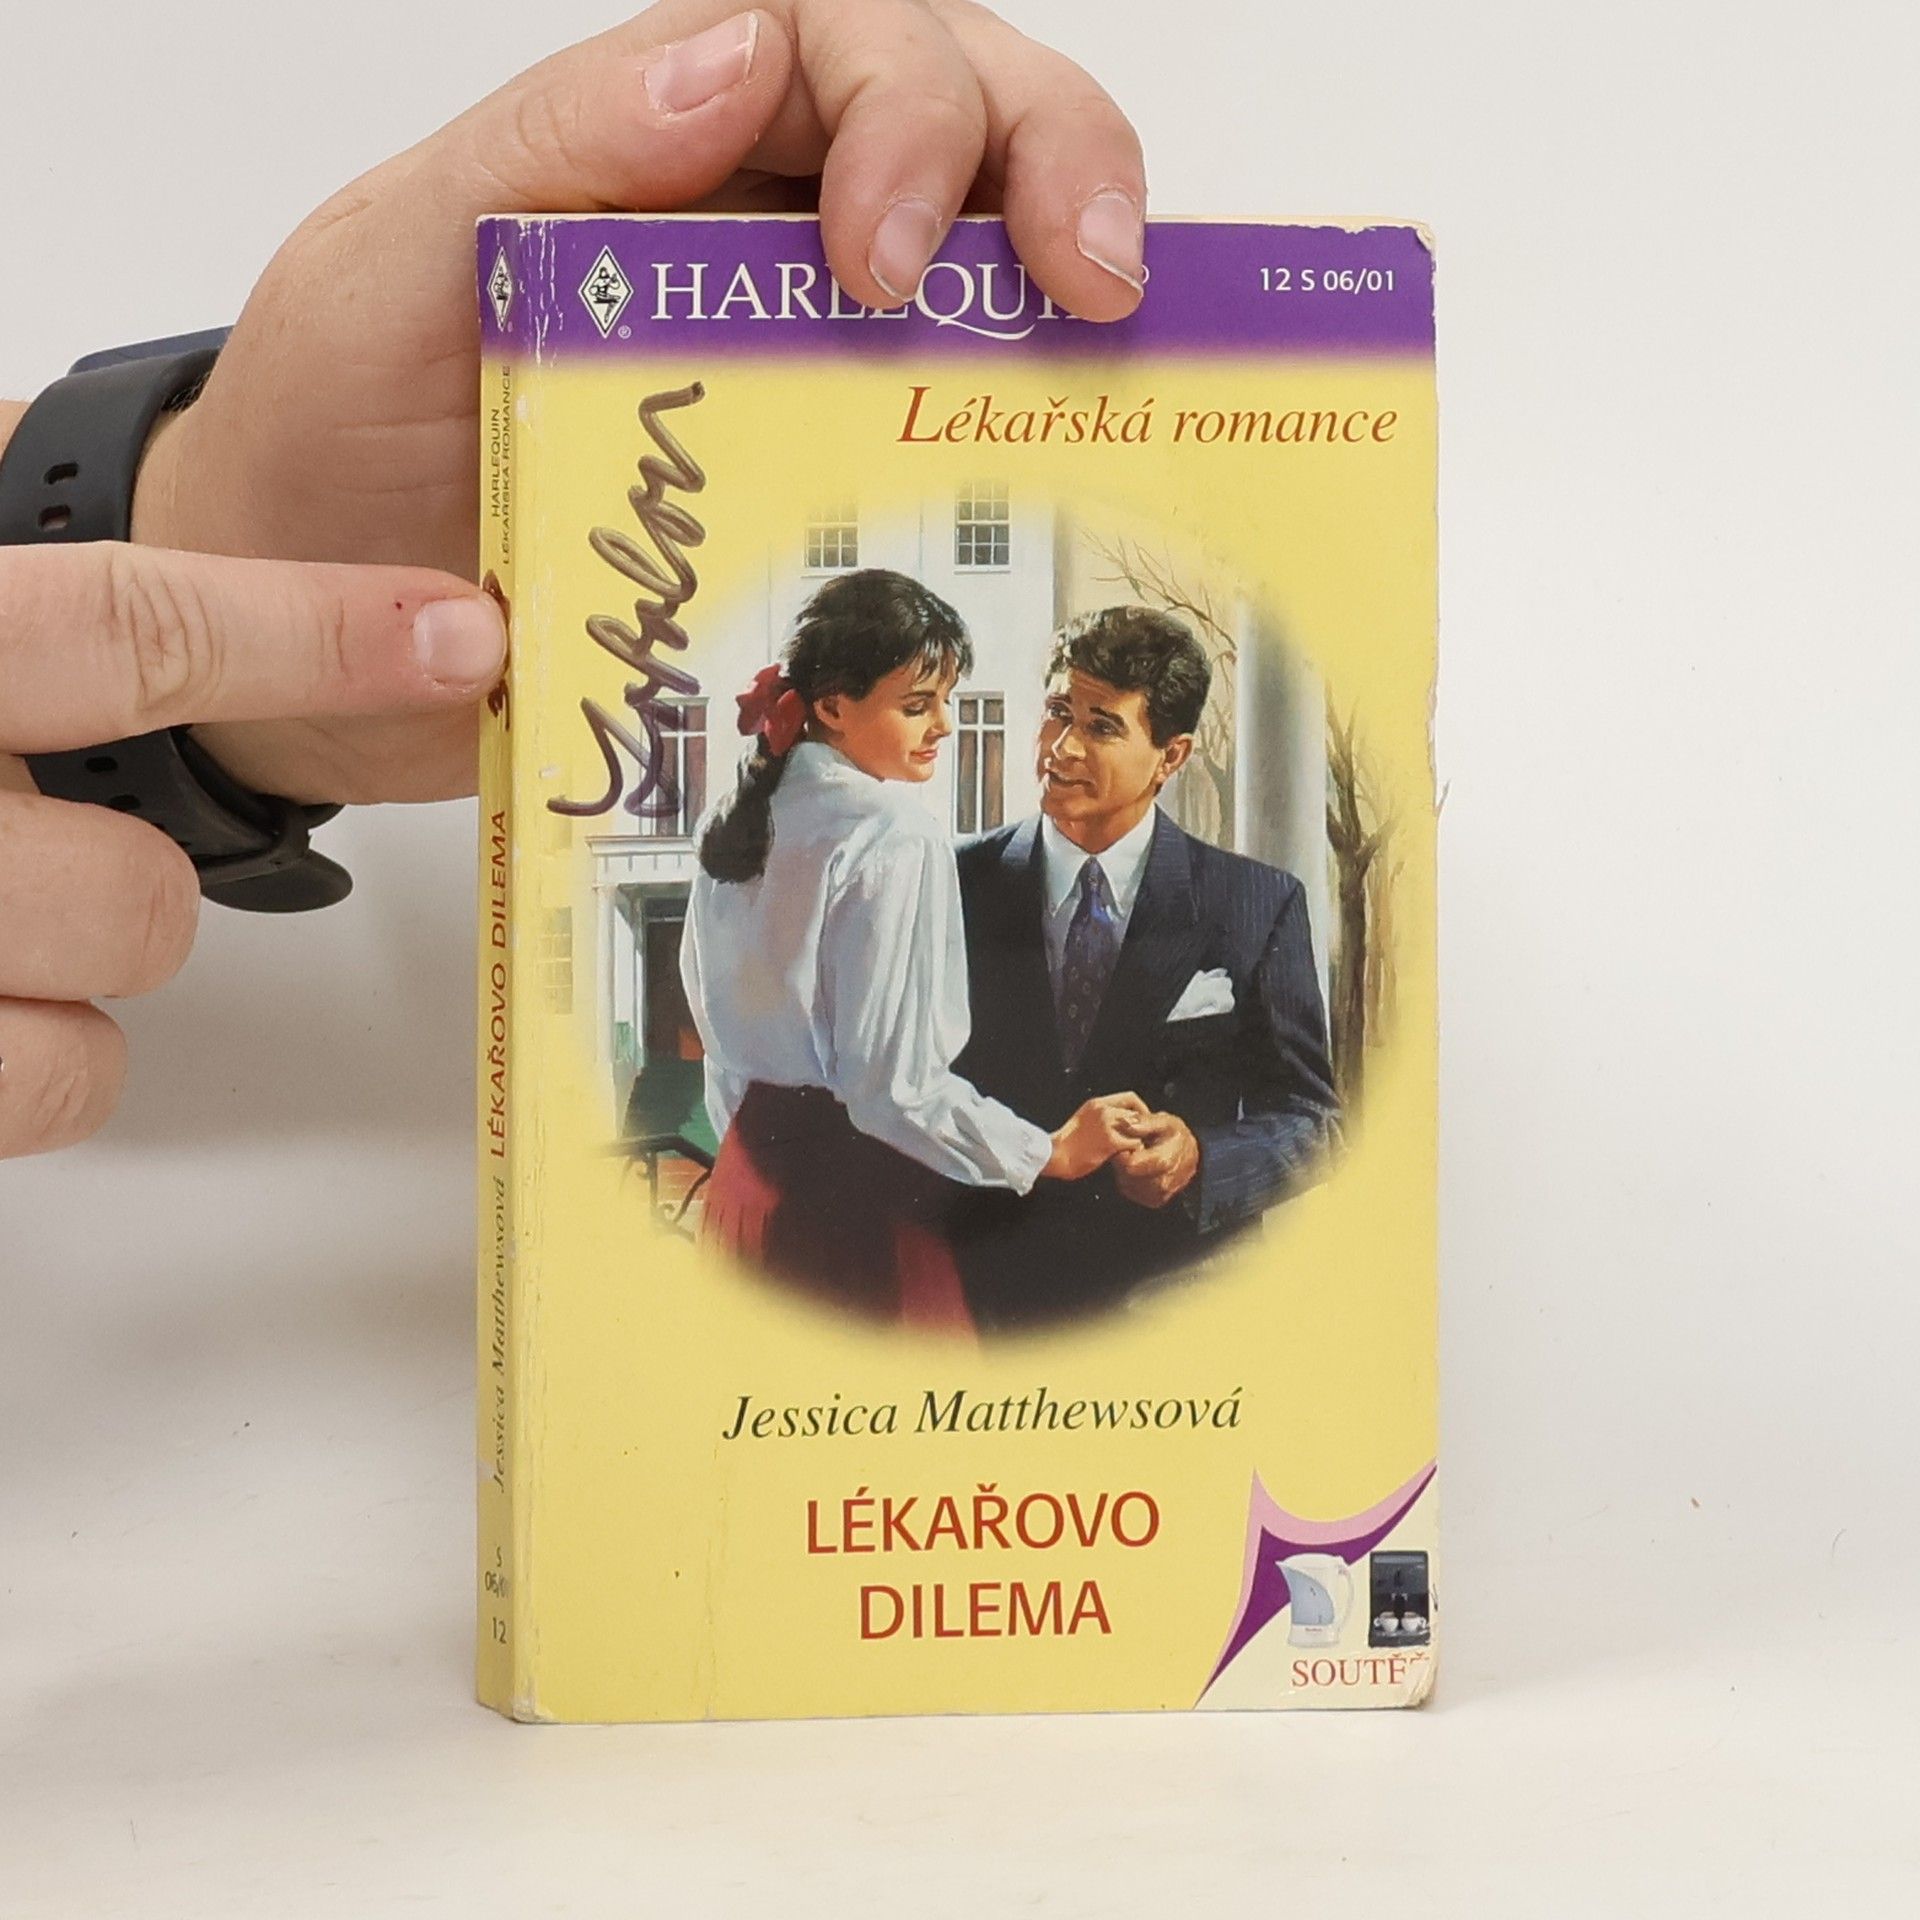 HARLEQUIN
12 S 06/01
Lékařská romance
Jessica Matthewsová
LÉKAŘOVO
DILEMA
SOUTĚŽ
HARLEQUIN
LÉKAŘSKÁ ROMANCE
LÉKAŘOVO DILEMA
Jessica Matthewsová
S
06/01
12